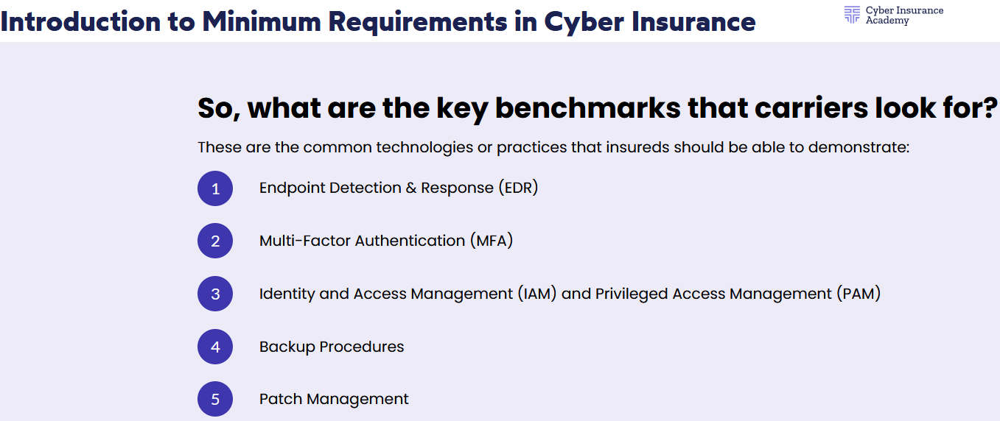 Introduction to Minimum Requirements in Cyber Insurance
Cyber Insurance
Academy
So, what are the key benchmarks that carriers look for?
These are the common technologies or practices that insureds should be able to demonstrate:
1 Endpoint Detection & Response (EDR)
2 Multi-Factor Authentication (MFA)
3 Identity and Access Management (IAM) and Privileged Access Management (PAM)
4 Backup Procedures
5 Patch Management